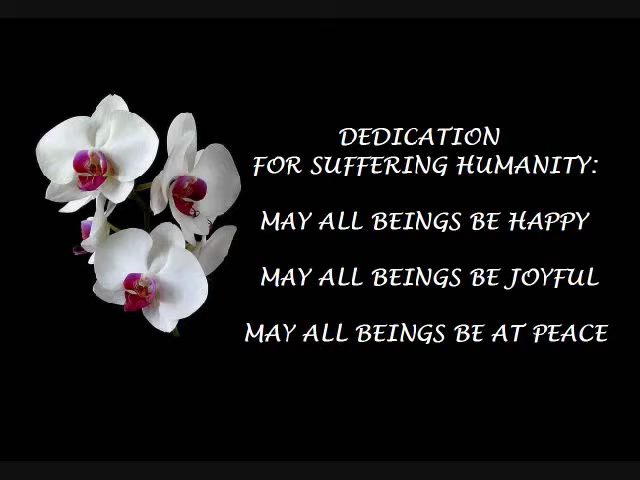 DEDICATION
FOR SUFFERING HUMANITY:
MAY ALL BEINGS BE HAPPY
MAY ALL BEINGS BE JOYFUL
MAY ALL BEINGS BE AT PEACE